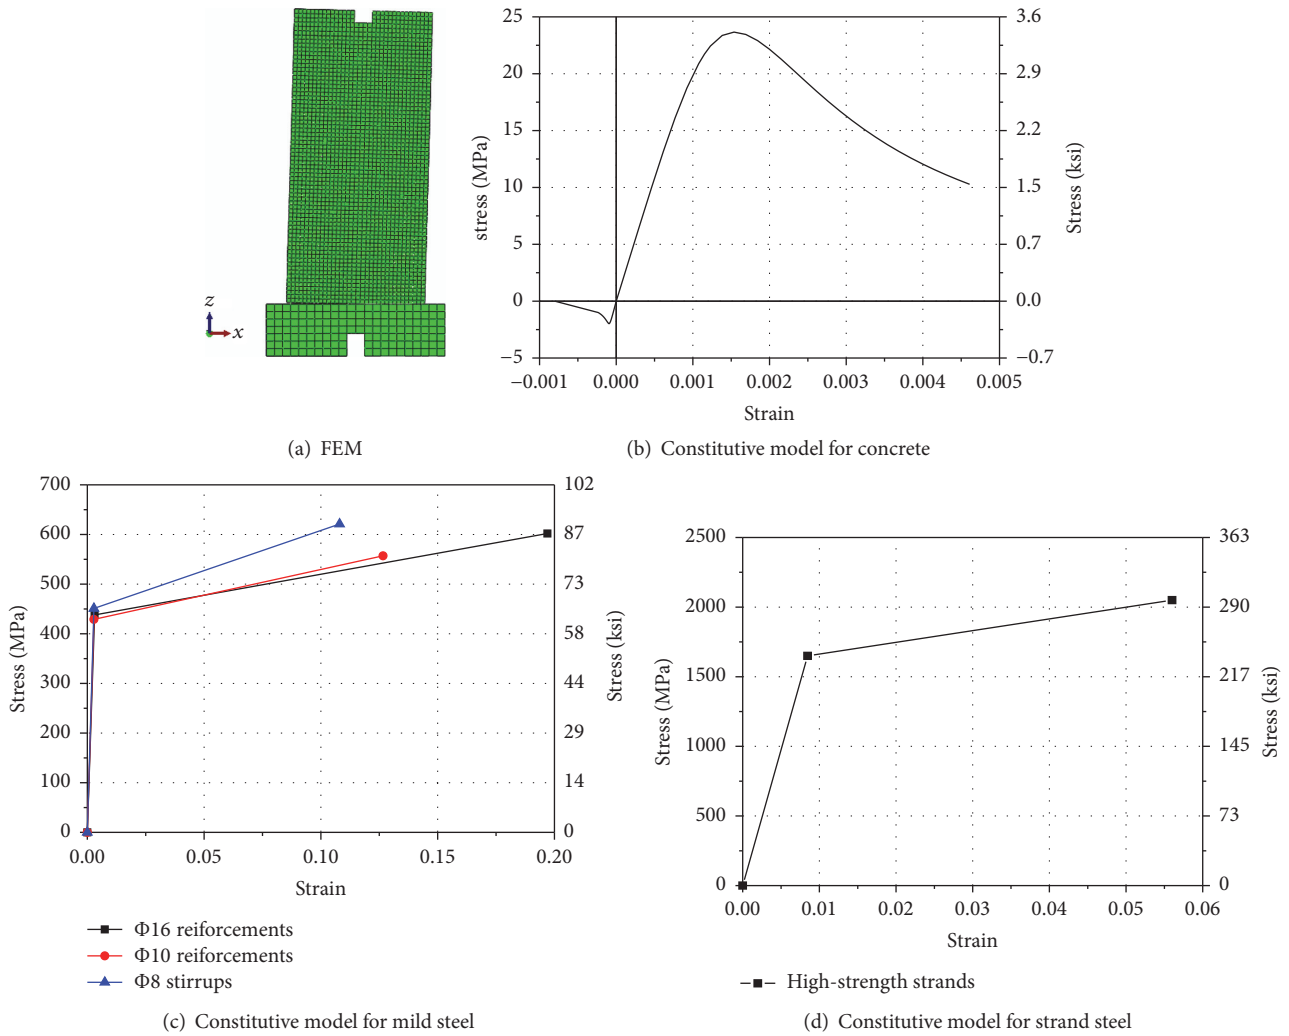 z
x
(a) FEM
25
20
15
10
5
0
−5
stress (MPa)
3.6
2.9
2.2
1.5
0.7
0.0
−0.7
Stress (ksi)
−0.001 0.000 0.001 0.002 0.003 0.004 0.005
Strain
(b) Constitutive model for concrete
700
600
500
400
300
200
100
0
Stress (MPa)
102
87
73
58
44
29
14
0
Stress (ksi)
0.00 0.05 0.10 0.15 0.20
Strain
Φ16 reiforcements
Φ10 reiforcements
Φ8 stirrups
(c) Constitutive model for mild steel
2500
2000
1500
1000
500
0
Stress (MPa)
363
290
217
145
73
0
Stress (ksi)
0.00 0.01 0.02 0.03 0.04 0.05 0.06
Strain
High-strength strands
(d) Constitutive model for strand steel